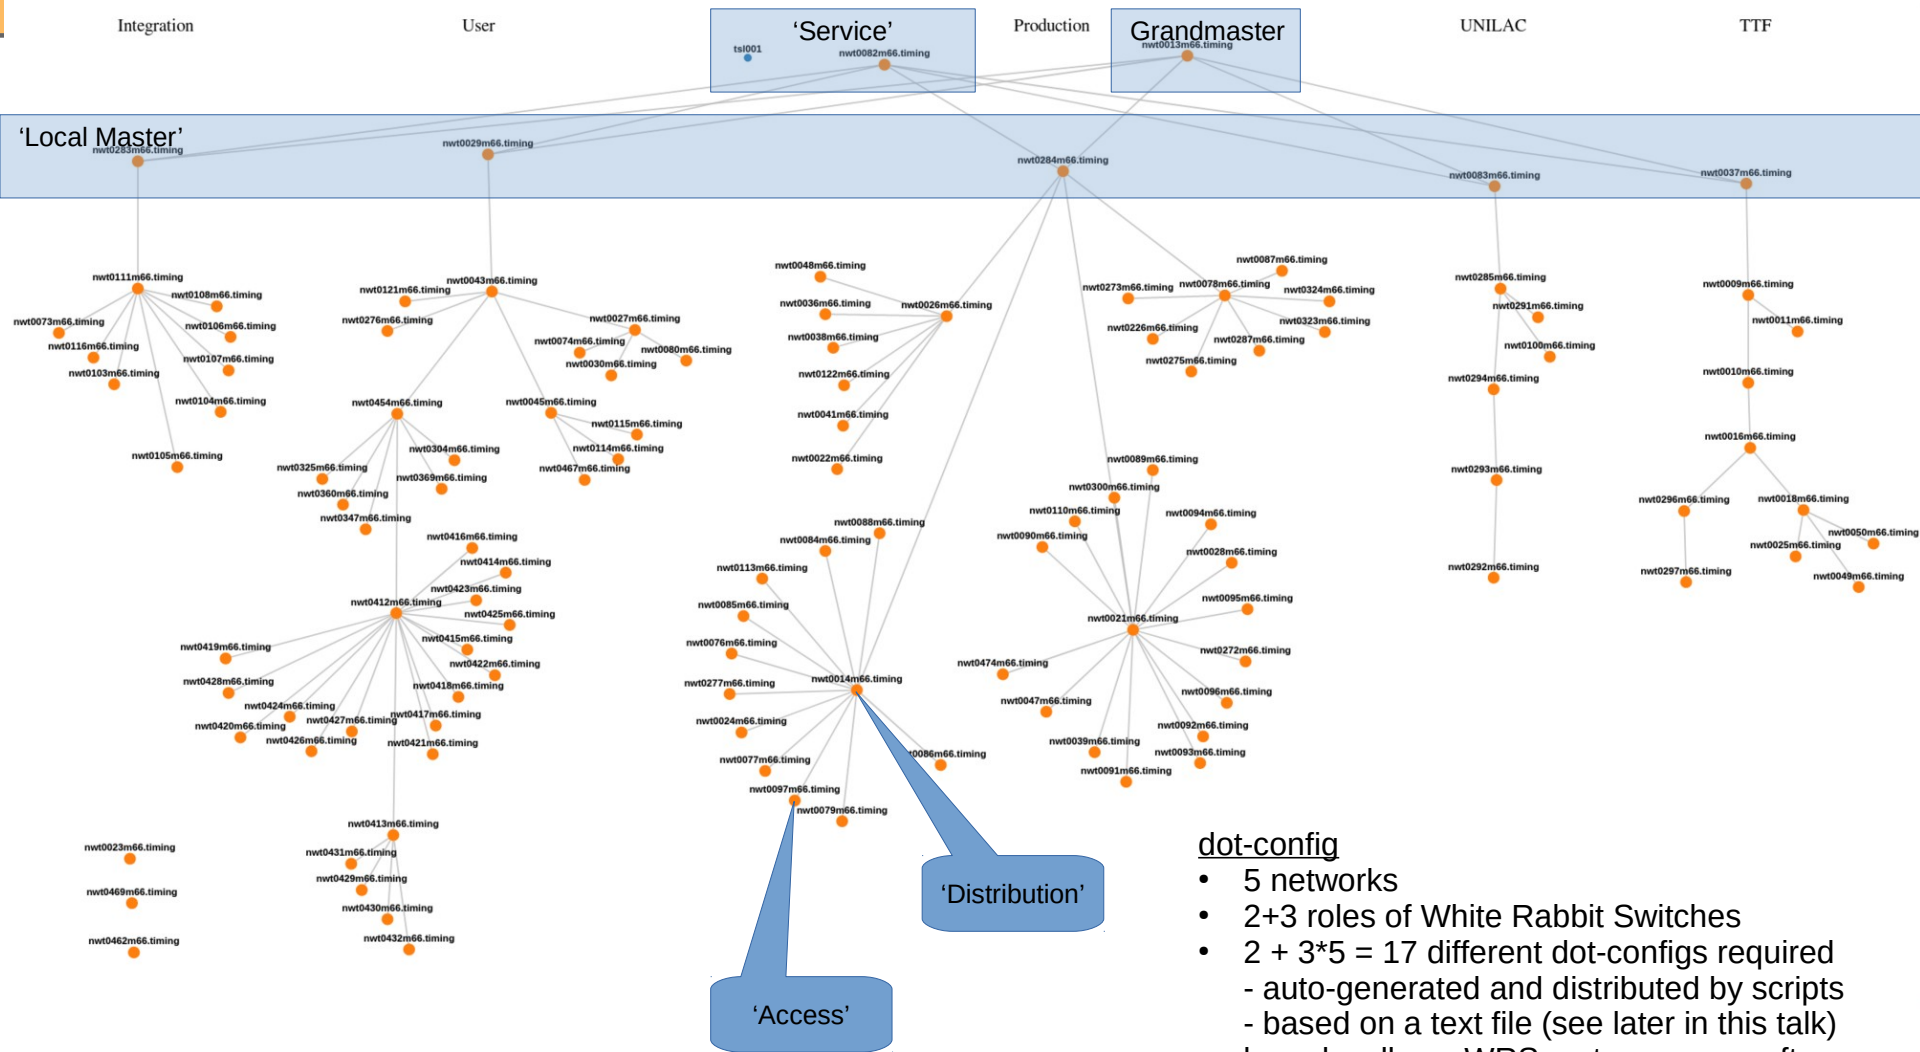 Integration
User
‘Service’
Production
Grandmaster
UNILAC
TTF
tsl001
nwt0082m66.timing
nwt0013m66.timing
‘Local Master’
nwt0283m66.timing
nwt0029m66.timing
nwt0284m66.timing
nwt0083m66.timing
nwt0037m66.timing
nwt0111m66.timing
nwt0108m66.timing
nwt0073m66.timing
nwt0106m66.timing
nwt0116m66.timing
nwt0107m66.timing
nwt0103m66.timing
nwt0104m66.timing
nwt0105m66.timing
nwt0043m66.timing
nwt0121m66.timing
nwt0276m66.timing
nwt0027m66.timing
nwt0074m66.timing
nwt0080m66.timing
nwt0030m66.timing
nwt0454m66.timing
nwt0045m66.timing
nwt0115m66.timing
nwt0114m66.timing
nwt0467m66.timing
nwt0304m66.timing
nwt0325m66.timing
nwt0369m66.timing
nwt0360m66.timing
nwt0347m66.timing
nwt0416m66.timing
nwt0414m66.timing
nwt0423m66.timing
nwt0412m66.timing
nwt0425m66.timing
nwt0415m66.timing
nwt0419m66.timing
nwt0422m66.timing
nwt0428m66.timing
nwt0418m66.timing
nwt0424m66.timing
nwt0417m66.timing
nwt0427m66.timing
nwt0420m66.timing
nwt0426m66.timing
nwt0421m66.timing
nwt0413m66.timing
nwt0431m66.timing
nwt0429m66.timing
nwt0430m66.timing
nwt0432m66.timing
nwt0023m66.timing
nwt0469m66.timing
nwt0462m66.timing
nwt0048m66.timing
nwt0036m66.timing
nwt0026m66.timing
nwt0038m66.timing
nwt0122m66.timing
nwt0041m66.timing
nwt0022m66.timing
nwt0087m66.timing
nwt0273m66.timing
nwt0078m66.timing
nwt0324m66.timing
nwt0323m66.timing
nwt0226m66.timing
nwt0287m66.timing
nwt0275m66.timing
nwt0088m66.timing
nwt0084m66.timing
nwt0113m66.timing
nwt0085m66.timing
nwt0076m66.timing
nwt0014m66.timing
nwt0277m66.timing
nwt0024m66.timing
nwt0077m66.timing
0086m66.timing
nwt0097m66.timing
nwt0079m66.timing
nwt0089m66.timing
nwt0300m66.timing
nwt0110m66.timing
nwt0094m66.timing
nwt0090m66.timing
nwt0028m66.timing
nwt0095m66.timing
nwt0021m66.timing
nwt0272m66.timing
nwt0474m66.timing
nwt0096m66.timing
nwt0047m66.timing
nwt0092m66.timing
nwt0039m66.timing
nwt0093m66.timing
nwt0091m66.timing
nwt0285m66.timing
nwt0291m66.timing
nwt0100m66.timing
nwt0294m66.timing
nwt0293m66.timing
nwt0292m66.timing
nwt0009m66.timing
nwt0011m66.timing
nwt0010m66.timing
nwt0016m66.timing
nwt0296m66.timing
nwt0018m66.timing
nwt0050m66.timing
nwt0025m66.timing
nwt0297m66.timing
nwt0049m66.timing
‘Distribution’
‘Access’
dot-config
• 5 networks
• 2+3 roles of White Rabbit Switches
• 2 + 3*5 = 17 different dot-configs required
- auto-generated and distributed by scripts
- based on a text file (see later in this talk)